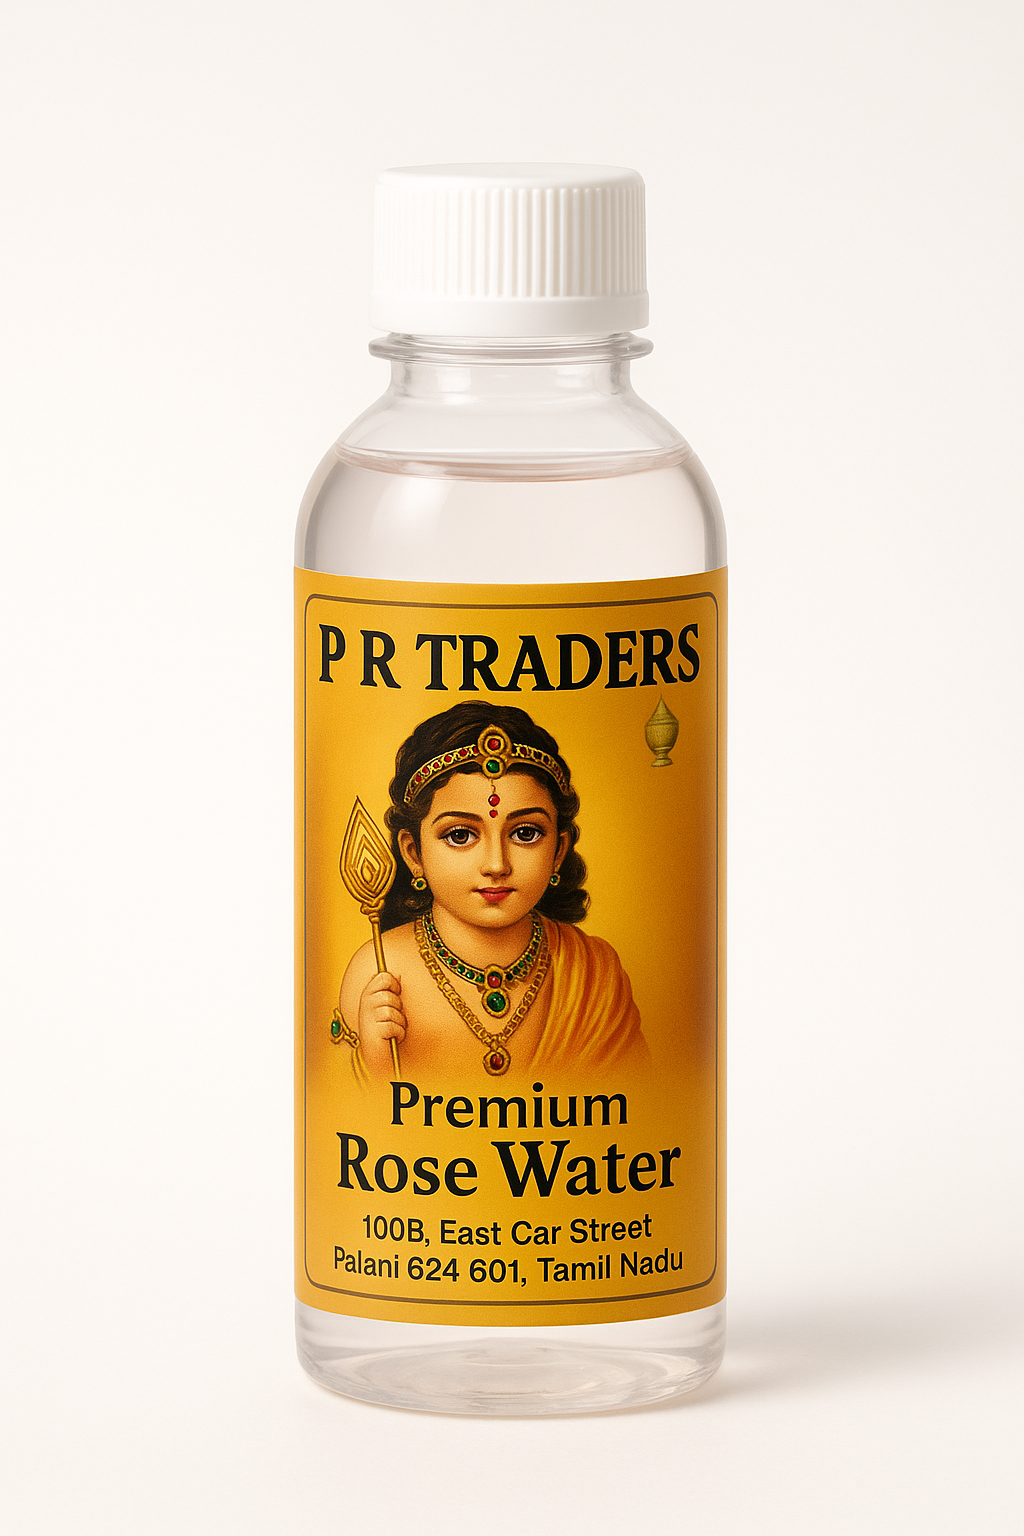 P R TRADERS
Premium
Rose Water
100B, East Car Street
Palani 624 601, Tamil Nadu